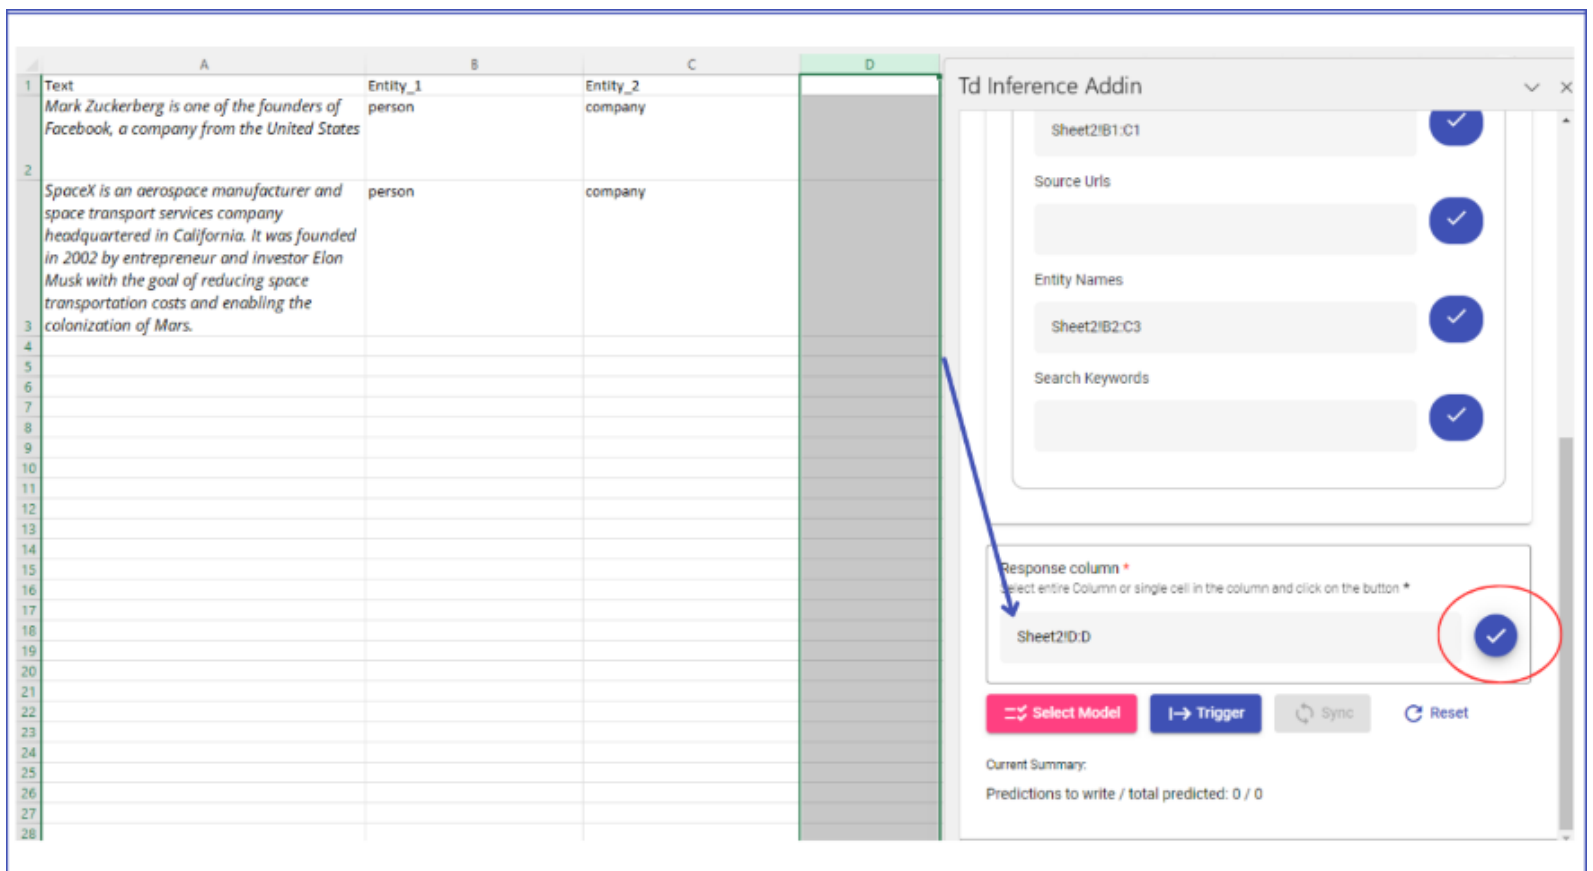 A B C D
1 Text Entity_1 Entity_2
Mark Zuckerberg is one of the founders of person company
Facebook, a company from the United States
2
SpaceX is an aerospace manufacturer and person company
space transport services company
headquartered in California. It was founded
in 2002 by entrepreneur and investor Elon
Musk with the goal of reducing space
transportation costs and enabling the
3 colonization of Mars.
4
5
6
7
8
9
10
11
12
13
14
15
16
17
18
19
20
21
22
23
24
25
26
27
28
Td Inference Addin
Sheet2!B1:C1
Source Urls
Entity Names
Sheet2!B2:C3
Search Keywords
Response column *
Select entire Column or single cell in the column and click on the button *
Sheet2!D:D
Select Model Trigger Sync Reset
Current Summary:
Predictions to write / total predicted: 0 / 0